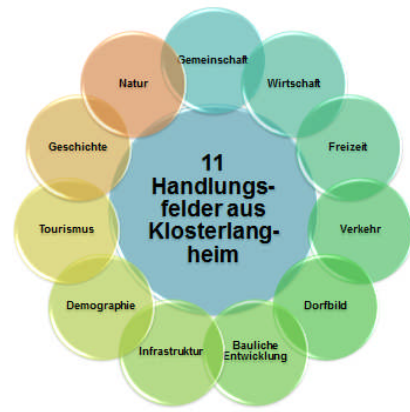 11
Handlungs-
felder aus
Klosterlang-
heim
Gemeinschaft
Wirtschaft
Freizeit
Verkehr
Dorfbild
Bauliche
Entwicklung
Infrastruktur
Demographie
Tourismus
Geschichte
Natur